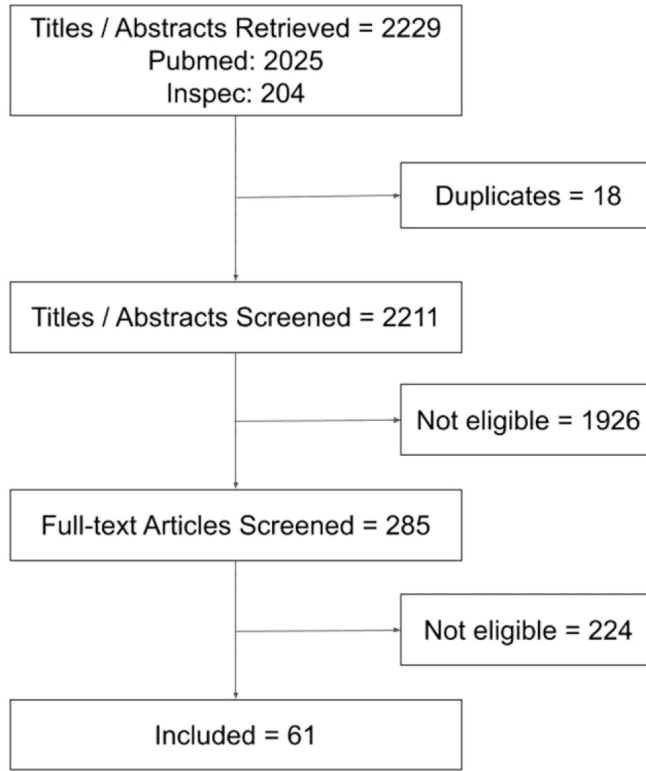 Titles / Abstracts Retrieved = 2229
Pubmed: 2025
Inspec: 204
Duplicates = 18
Titles / Abstracts Screened = 2211
Not eligible = 1926
Full-text Articles Screened = 285
Not eligible = 224
Included = 61